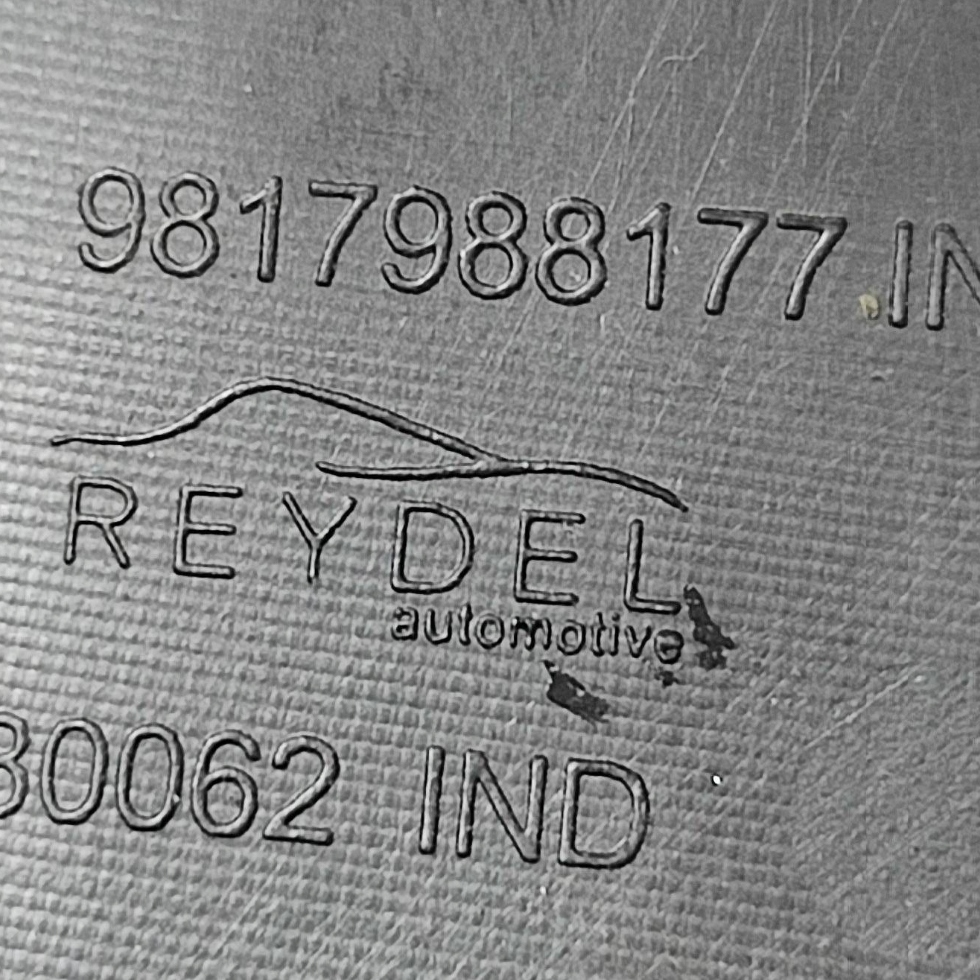 9817988177 IN
REYDEL
automotive
30062 IND